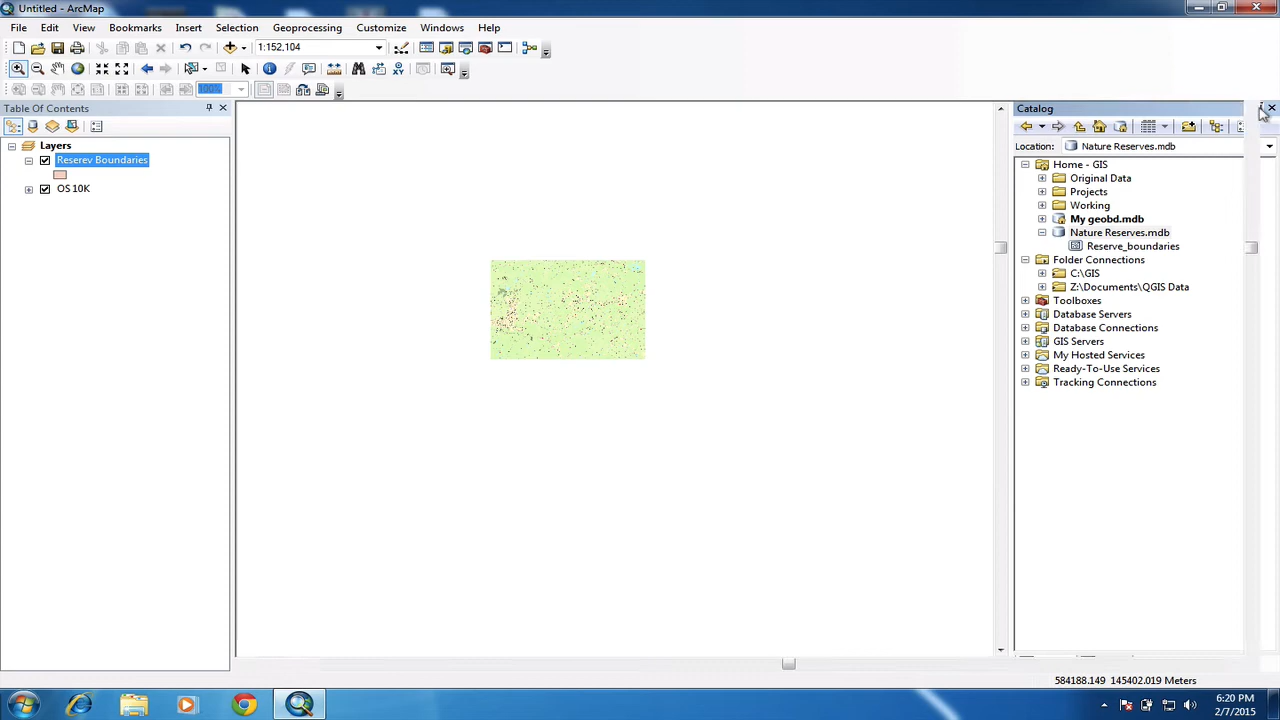 Untitled - ArcMap
File Edit View Bookmarks Insert Selection Geoprocessing Customize Windows Help
1:152,104
100%
Table Of Contents
Layers
Reserev Boundaries
OS 10K
Catalog
Location: Nature Reserves.mdb
Home - GIS
Original Data
Projects
Working
My geobd.mdb
Nature Reserves.mdb
Reserve_boundaries
Folder Connections
C:\GIS
Z:\Documents\QGIS Data
Toolboxes
Database Servers
Database Connections
GIS Servers
My Hosted Services
Ready-To-Use Services
Tracking Connections
584188.149 145402.019 Meters
6:20 PM
2/7/2015